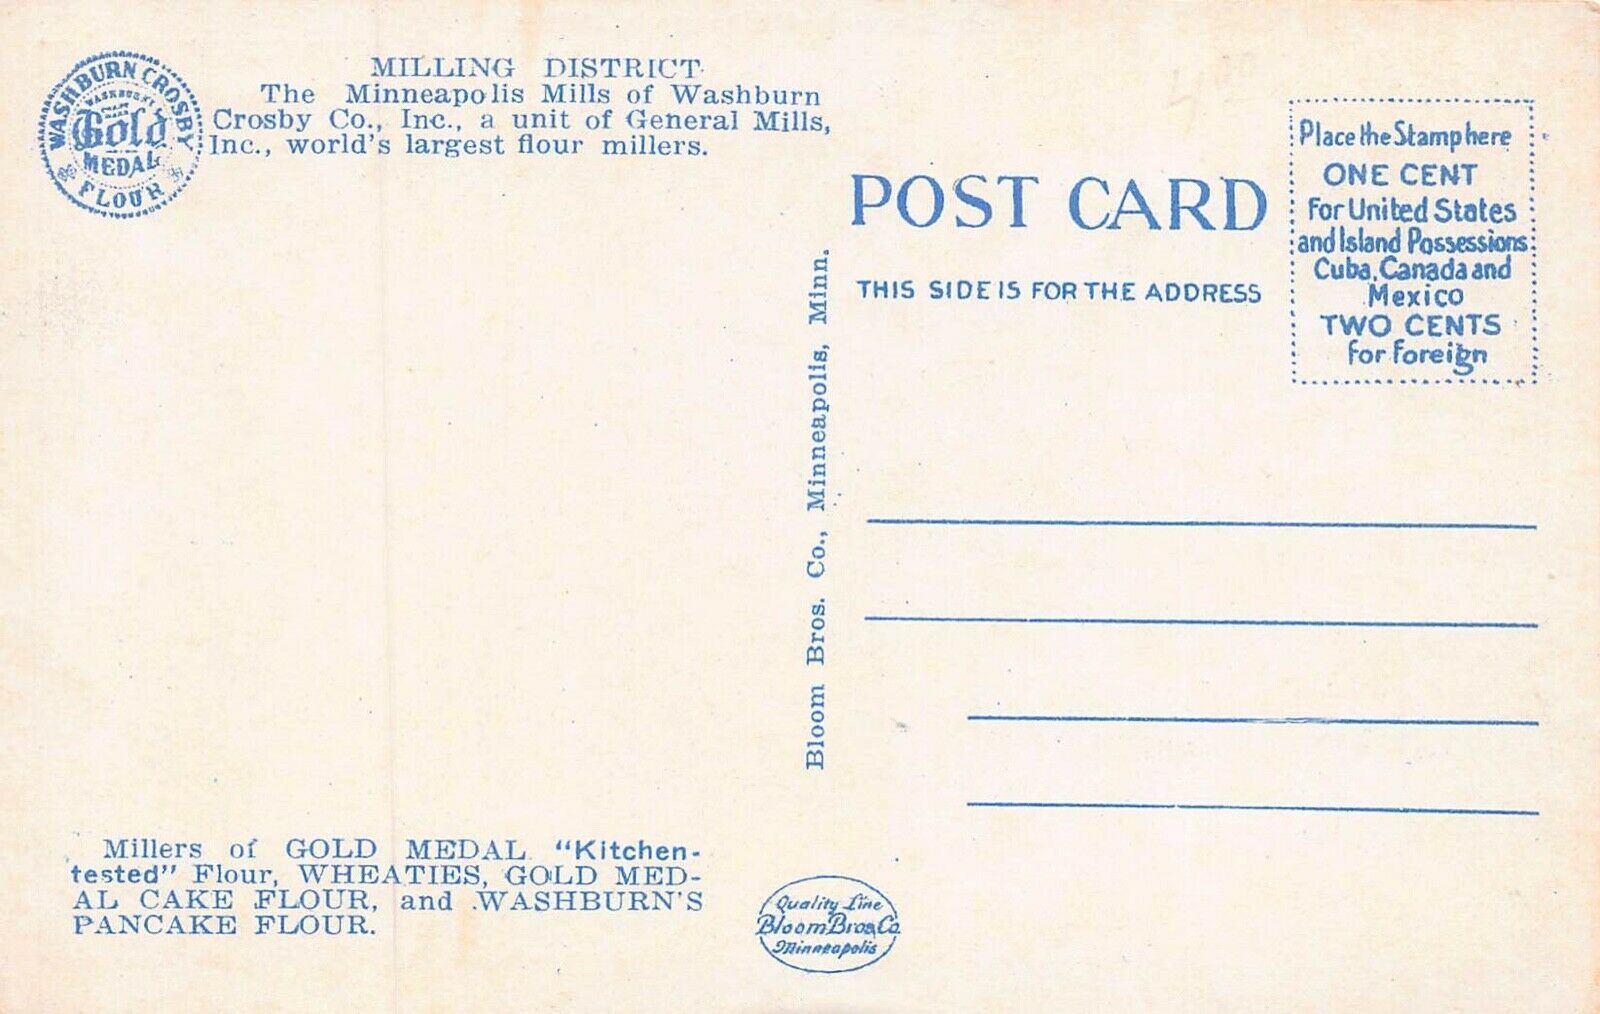 WASHBURN CROSBY
WASHBURN'S
Gold
MEDAL
FLOUR
MILLING DISTRICT
The Minneapolis Mills of Washburn
Crosby Co., Inc., a unit of General Mills,
Inc., world's largest flour millers.
Millers of GOLD MEDAL "Kitchen-
tested" Flour, WHEATIES, GOLD MED-
AL CAKE FLOUR, and WASHBURN'S
PANCAKE FLOUR.
Bloom Bros. Co., Minneapolis, Minn.
Quality Line
Bloom Bros. Co.
Minneapolis
POST CARD
THIS SIDE IS FOR THE ADDRESS
Place the Stamp here
ONE CENT
for United States
and Island Possessions
Cuba, Canada and
Mexico
TWO CENTS
for foreign